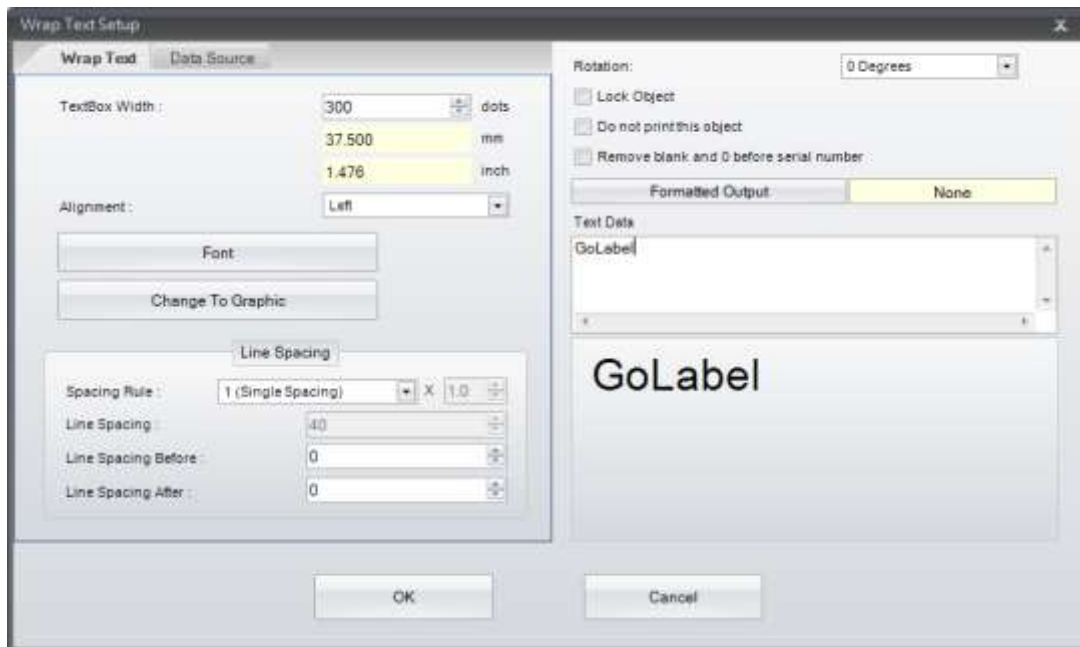 Wrap Text Setup
x
Wrap Text Data Source
TextBox Width : 300 dots
37.500 mm
1.476 inch
Alignment : Left
Font
Change To Graphic
Line Spacing
Spacing Rule : 1 (Single Spacing) X 1.0
Line Spacing : 40
Line Spacing Before : 0
Line Spacing After : 0
Rotation: 0 Degrees
Lock Object
Do not print this object
Remove blank and 0 before serial number
Formatted Output None
Text Data
GoLabel
GoLabel
OK Cancel